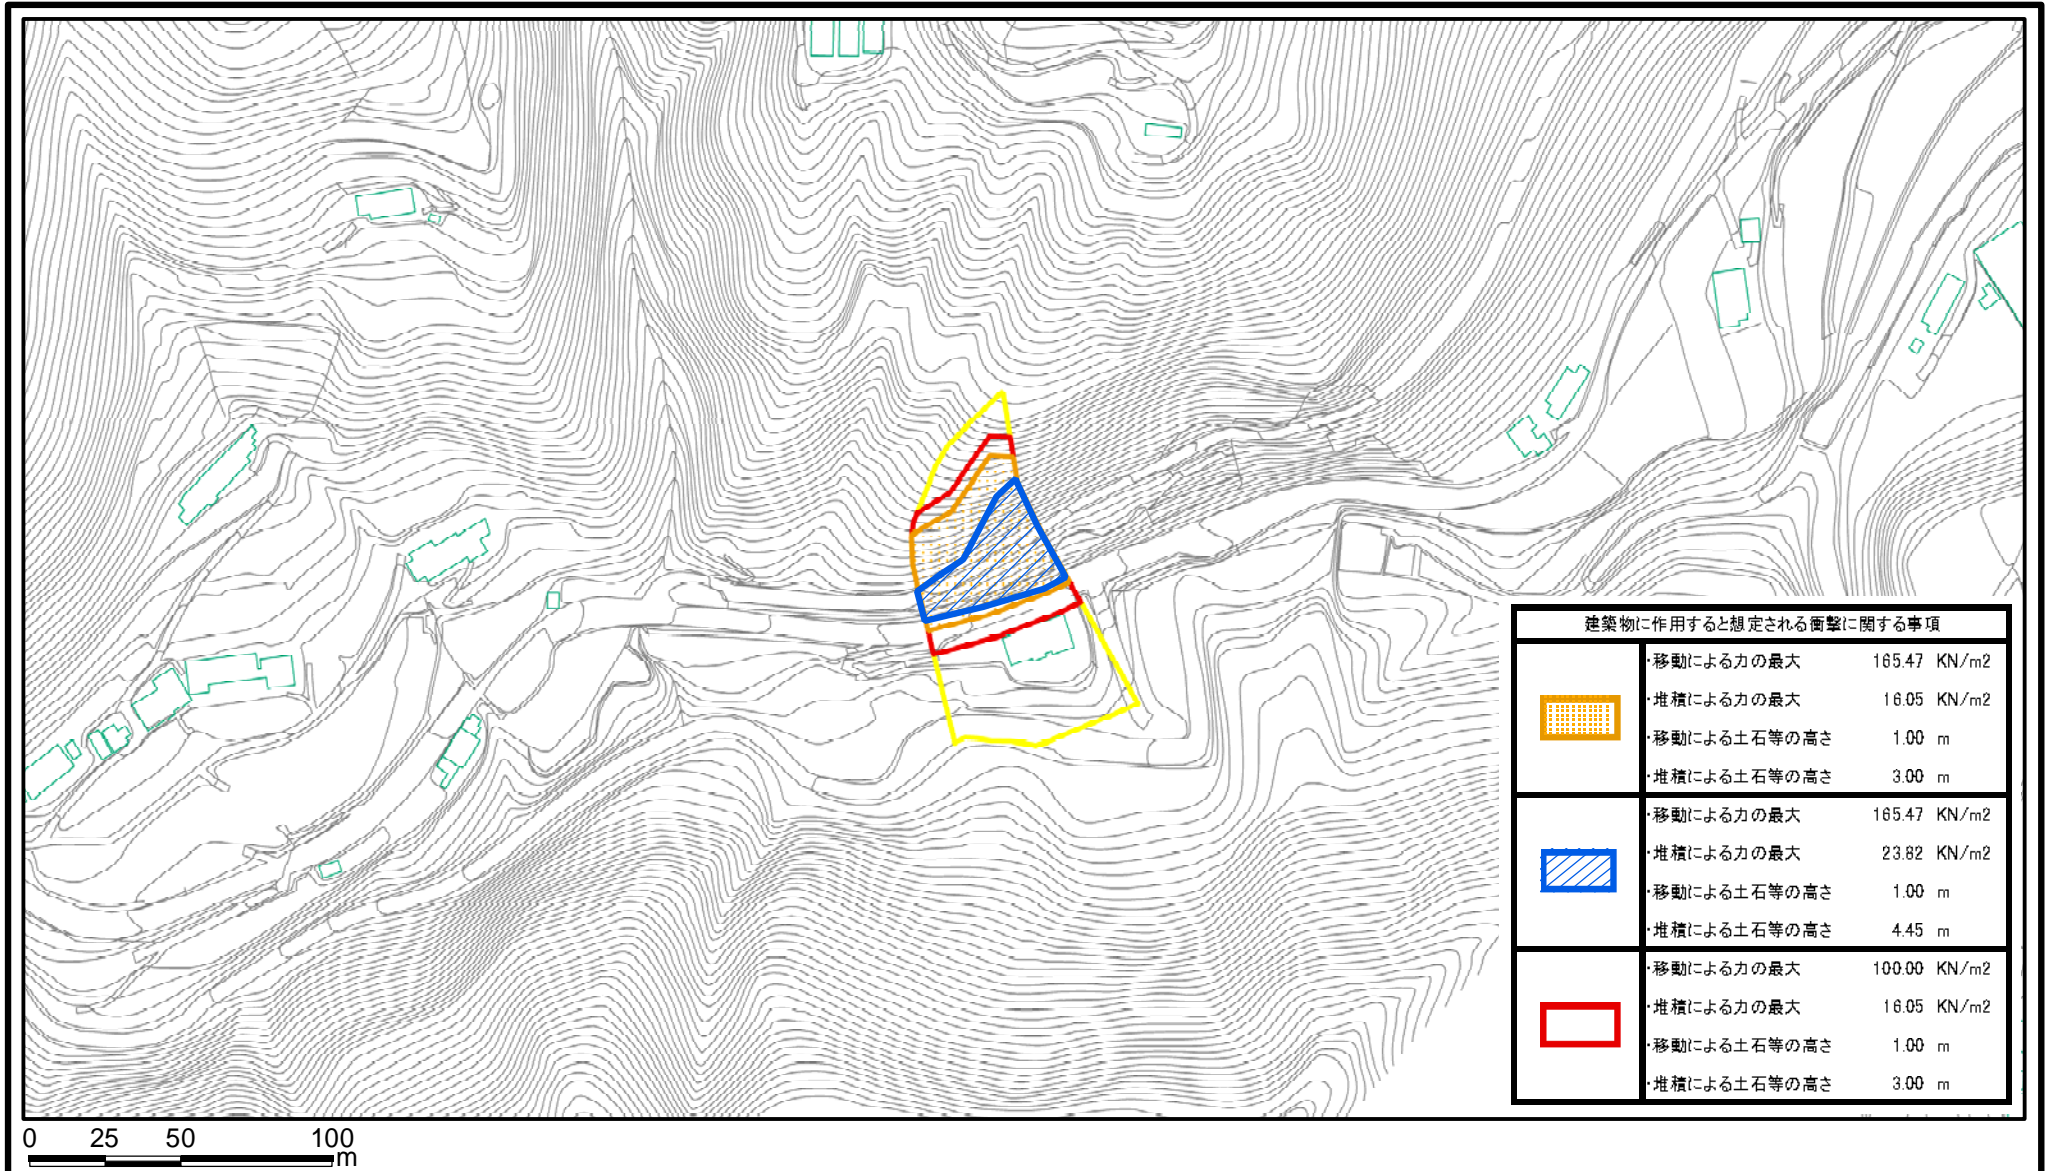 建築物に作用すると想定される衝撃に関する事項
・移動による力の最大 165.47 KN/m2
・堆積による力の最大 16.05 KN/m2
・移動による土石等の高さ 1.00 m
・堆積による土石等の高さ 3.00 m
・移動による力の最大 165.47 KN/m2
・堆積による力の最大 23.82 KN/m2
・移動による土石等の高さ 1.00 m
・堆積による土石等の高さ 4.45 m
・移動による力の最大 100.00 KN/m2
・堆積による力の最大 16.05 KN/m2
・移動による土石等の高さ 1.00 m
・堆積による土石等の高さ 3.00 m
0 25 50 100
m